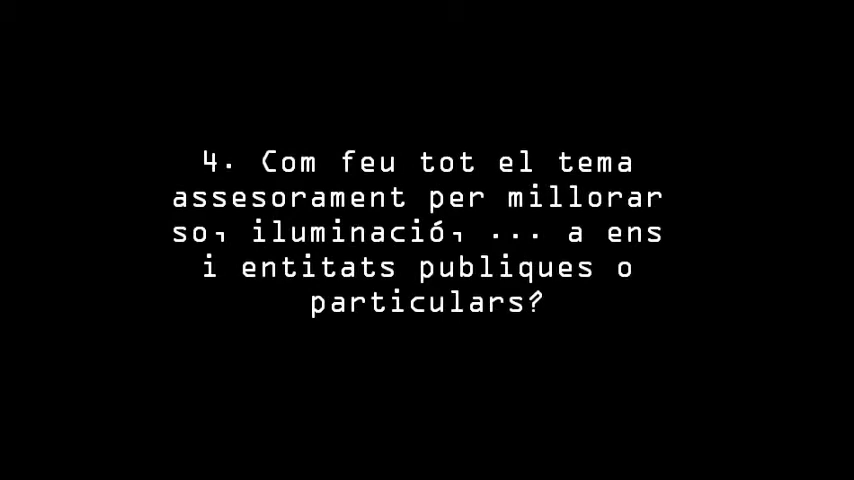 4. Com feu tot el tema
assesorament per millorar
so, iluminació, ... a ens
i entitats publiques o
particulars?